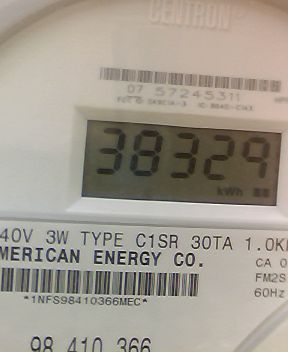 CENTRON
07 57245311
38329
kWh
40V 3W TYPE C1SR 30TA 1.0K
MERICAN ENERGY CO.
CA 0
FM2S
60Hz
*1NFS98410366MEC*
98 410 366